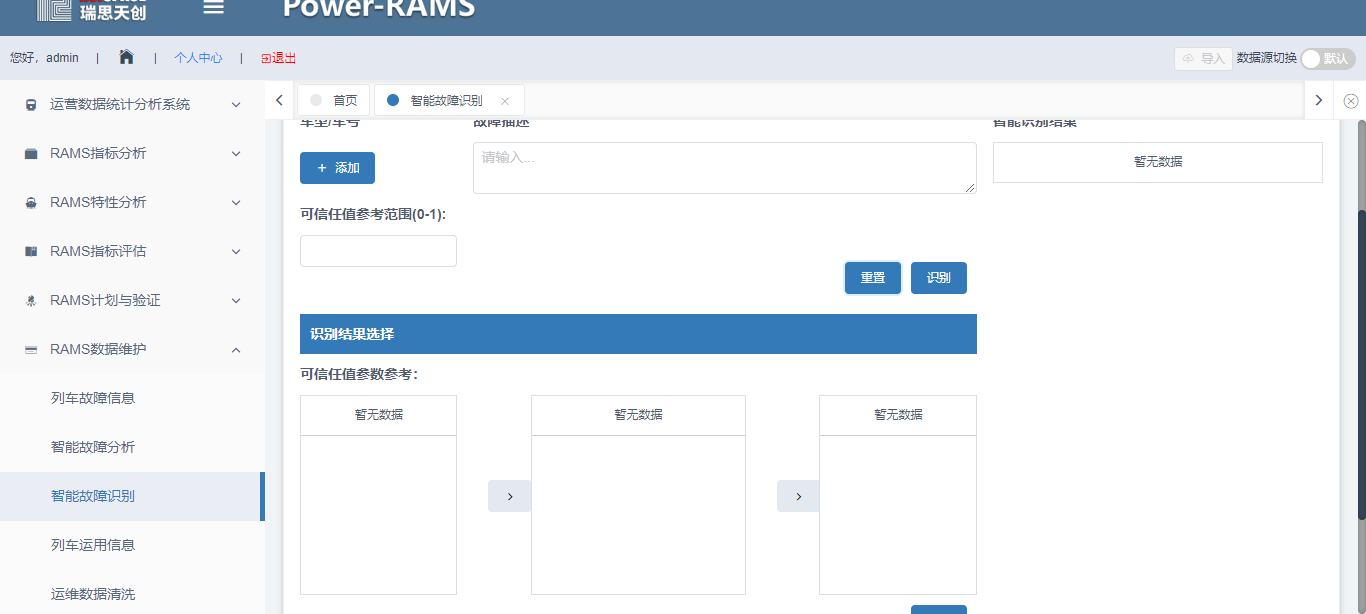 瑞思天创
Power-RAMS
您好，admin | | 个人中心 | 退出
导入 数据源切换 默认
运营数据统计分析系统
RAMS指标分析
RAMS特性分析
RAMS指标评估
RAMS计划与验证
RAMS数据维护
列车故障信息
智能故障分析
智能故障识别
列车运用信息
运维数据清洗
首页 智能故障识别
车型/车号 故障描述 智能识别结果
+ 添加
请输入...
暂无数据
可信任值参考范围(0-1):
重置 识别
识别结果选择
可信任值参数参考：
暂无数据 暂无数据 暂无数据